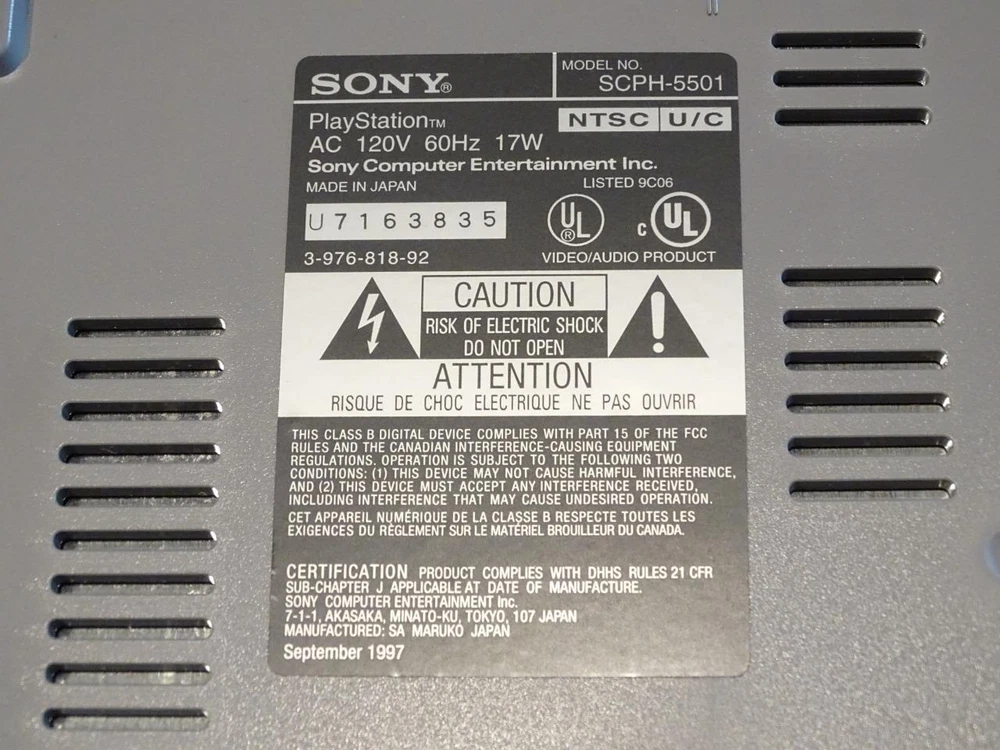 SONY®
MODEL NO.
SCPH-5501
PlayStation™
NTSC U/C
AC 120V 60Hz 17W
Sony Computer Entertainment Inc.
MADE IN JAPAN
LISTED 9C06
U7163835
UL®
C UL
3-976-818-92
VIDEO/AUDIO PRODUCT
CAUTION
RISK OF ELECTRIC SHOCK
DO NOT OPEN
ATTENTION
RISQUE DE CHOC ELECTRIQUE NE PAS OUVRIR
THIS CLASS B DIGITAL DEVICE COMPLIES WITH PART 15 OF THE FCC
RULES AND THE CANADIAN INTERFERENCE-CAUSING EQUIPMENT
REGULATIONS. OPERATION IS SUBJECT TO THE FOLLOWING TWO
CONDITIONS: (1) THIS DEVICE MAY NOT CAUSE HARMFUL INTERFERENCE,
AND (2) THIS DEVICE MUST ACCEPT ANY INTERFERENCE RECEIVED,
INCLUDING INTERFERENCE THAT MAY CAUSE UNDESIRED OPERATION.
CET APPAREIL NUMÉRIQUE DE LA CLASSE B RESPECTE TOUTES LES
EXIGENCES DU RÈGLEMENT SUR LE MATÉRIEL BROUILLEUR DU CANADA.
CERTIFICATION PRODUCT COMPLIES WITH DHHS RULES 21 CFR
SUB-CHAPTER J APPLICABLE AT DATE OF MANUFACTURE.
SONY COMPUTER ENTERTAINMENT Inc.
7-1-1, AKASAKA, MINATO-KU, TOKYO, 107 JAPAN
MANUFACTURED: SA MARUKO JAPAN
September 1997